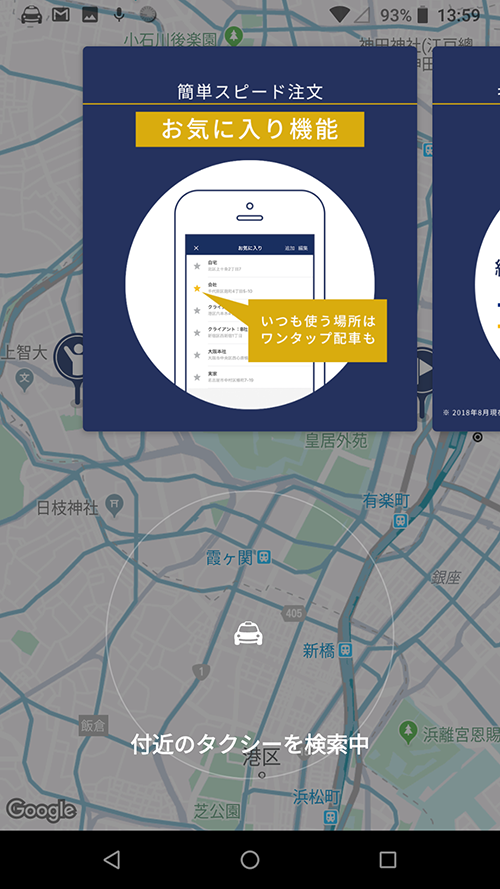 93% 13:59
小石川後楽園
神田神社(江戸總
簡単スピード注文
お気に入り機能
お気に入り
追加 編集
自宅
会社
クライアント：B社
大阪本社
実家
いつも使う場所は
ワンタップ配車も
※ 2018年8月現
上智大
文
皇居外苑
日枝神社
有楽町
霞ヶ関
銀座
405
新橋
1
飯倉
付近のタクシーを検索中
港区
浜離宮恩賜
芝公園
浜松町
Google